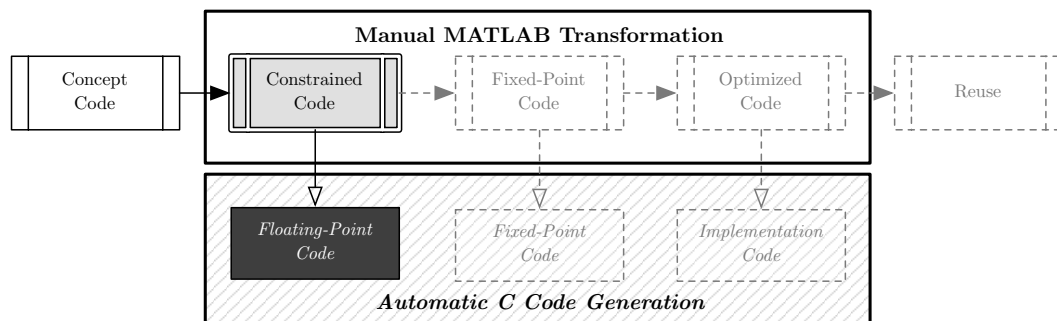 Manual MATLAB Transformation
Concept
Code
Constrained
Code
Fixed-Point
Code
Optimized
Code
Reuse
Floating-Point
Code
Fixed-Point
Code
Implementation
Code
Automatic C Code Generation